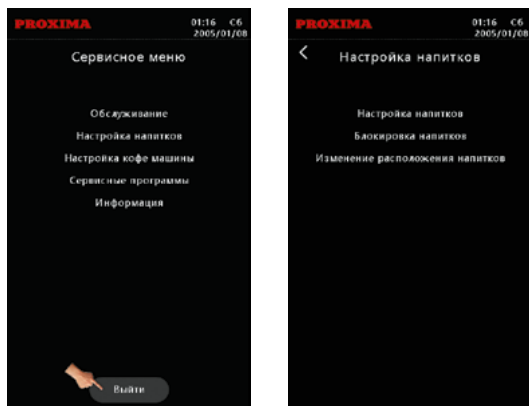 PROXIMA
01:16 C6
2005/01/08
Сервисное меню
Обслуживание
Настройка напитков
Настройка кофе машины
Сервисные программы
Информация
Выйти
PROXIMA
01:16 C6
2005/01/08
Настройка напитков
Настройка напитков
Блокировка напитков
Изменение расположения напитков